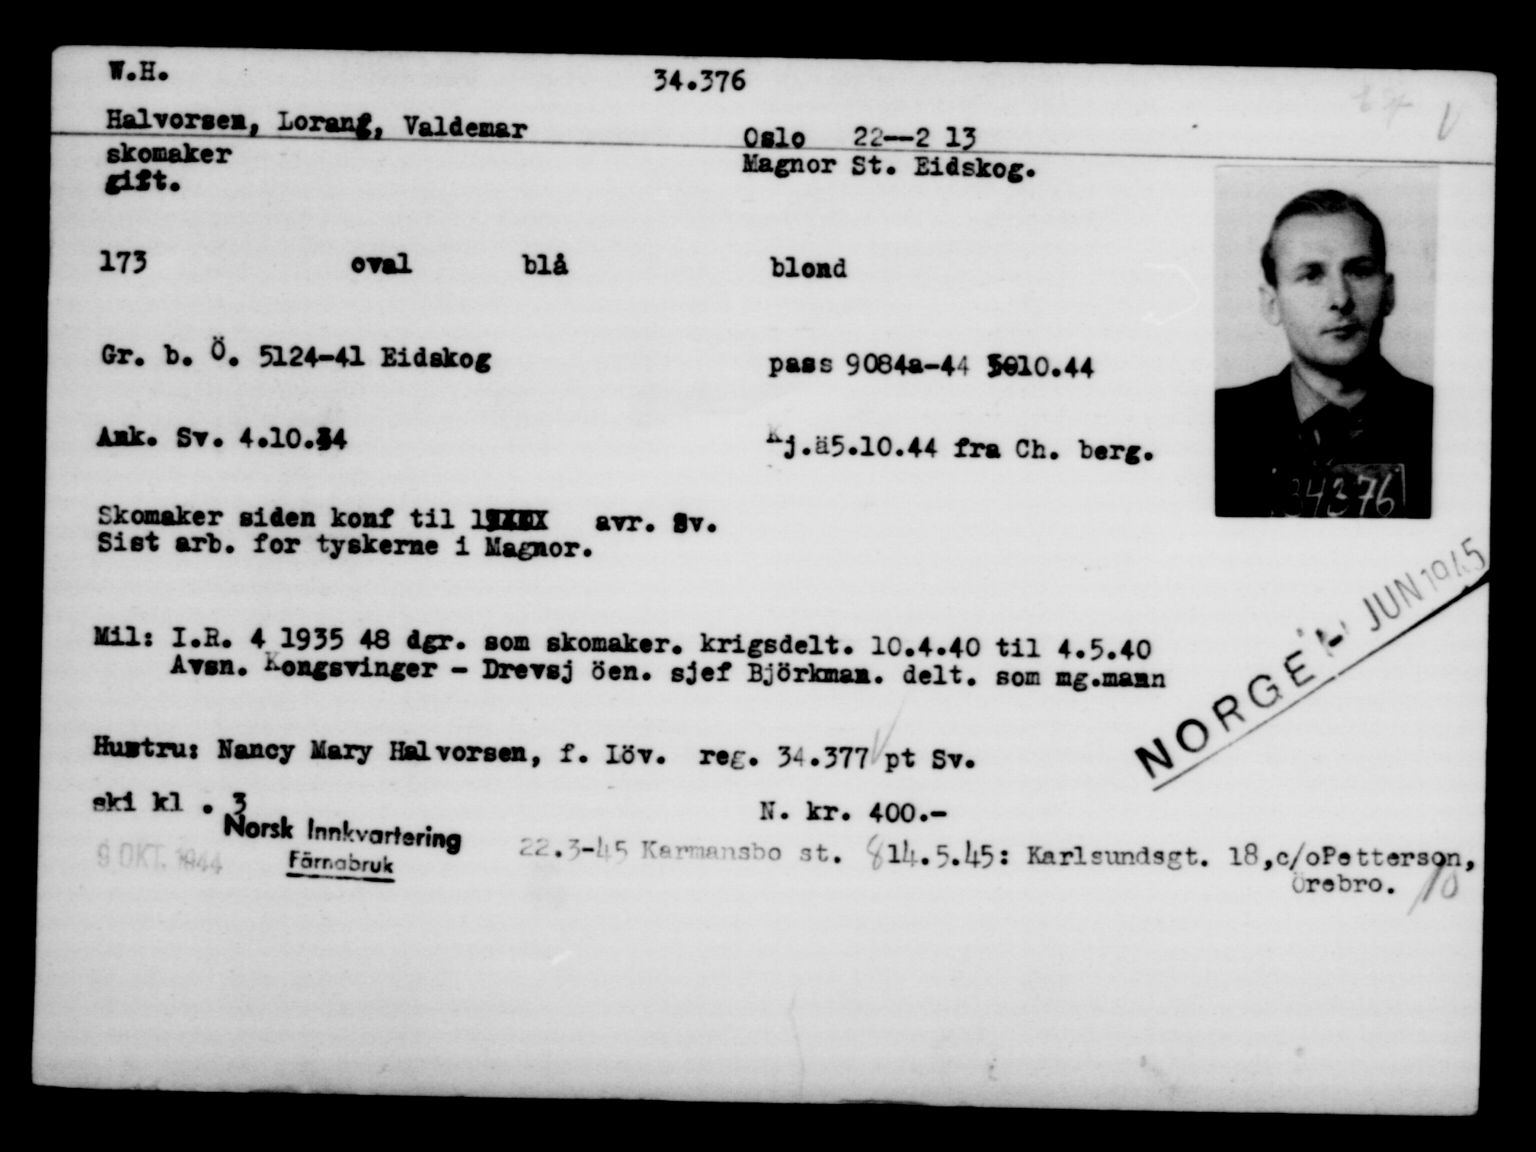 W.H.
34.376
Halvorsen, Lorang, Valdemar
Oslo 22--2 13
skomaker
Magnor St. Eidskog.
gift.
173 oval blå blond
Gr. b. Ö. 5124-41 Eidskog
pass 9084a-44 10.44
Ank. Sv. 4.10.34
Kj.ä5.10.44 fra Ch. berg.
34376
Skomaker siden konf til avr. Sv.
Sist arb. for tyskerne i Magnor.
JUN 1945
NORGE
Mil: I.R. 4 1935 48 dgr. som skomaker. krigsdelt. 10.4.40 til 4.5.40
Avsn. Kongsvinger - Drevsj öen. sjef Björkman. delt. som mg.mann
Hustru: Nancy Mary Halvorsen, f. Iöv. reg. 34.377 pt Sv.
ski kl . 3
N. kr. 400.-
Norsk Innkvartering
Färnabruk
9 OKT. 1944
22.3-45 Karmansbo st. 14.5.45: Karlsundsgt. 18,c/oPetterson,
Örebro.